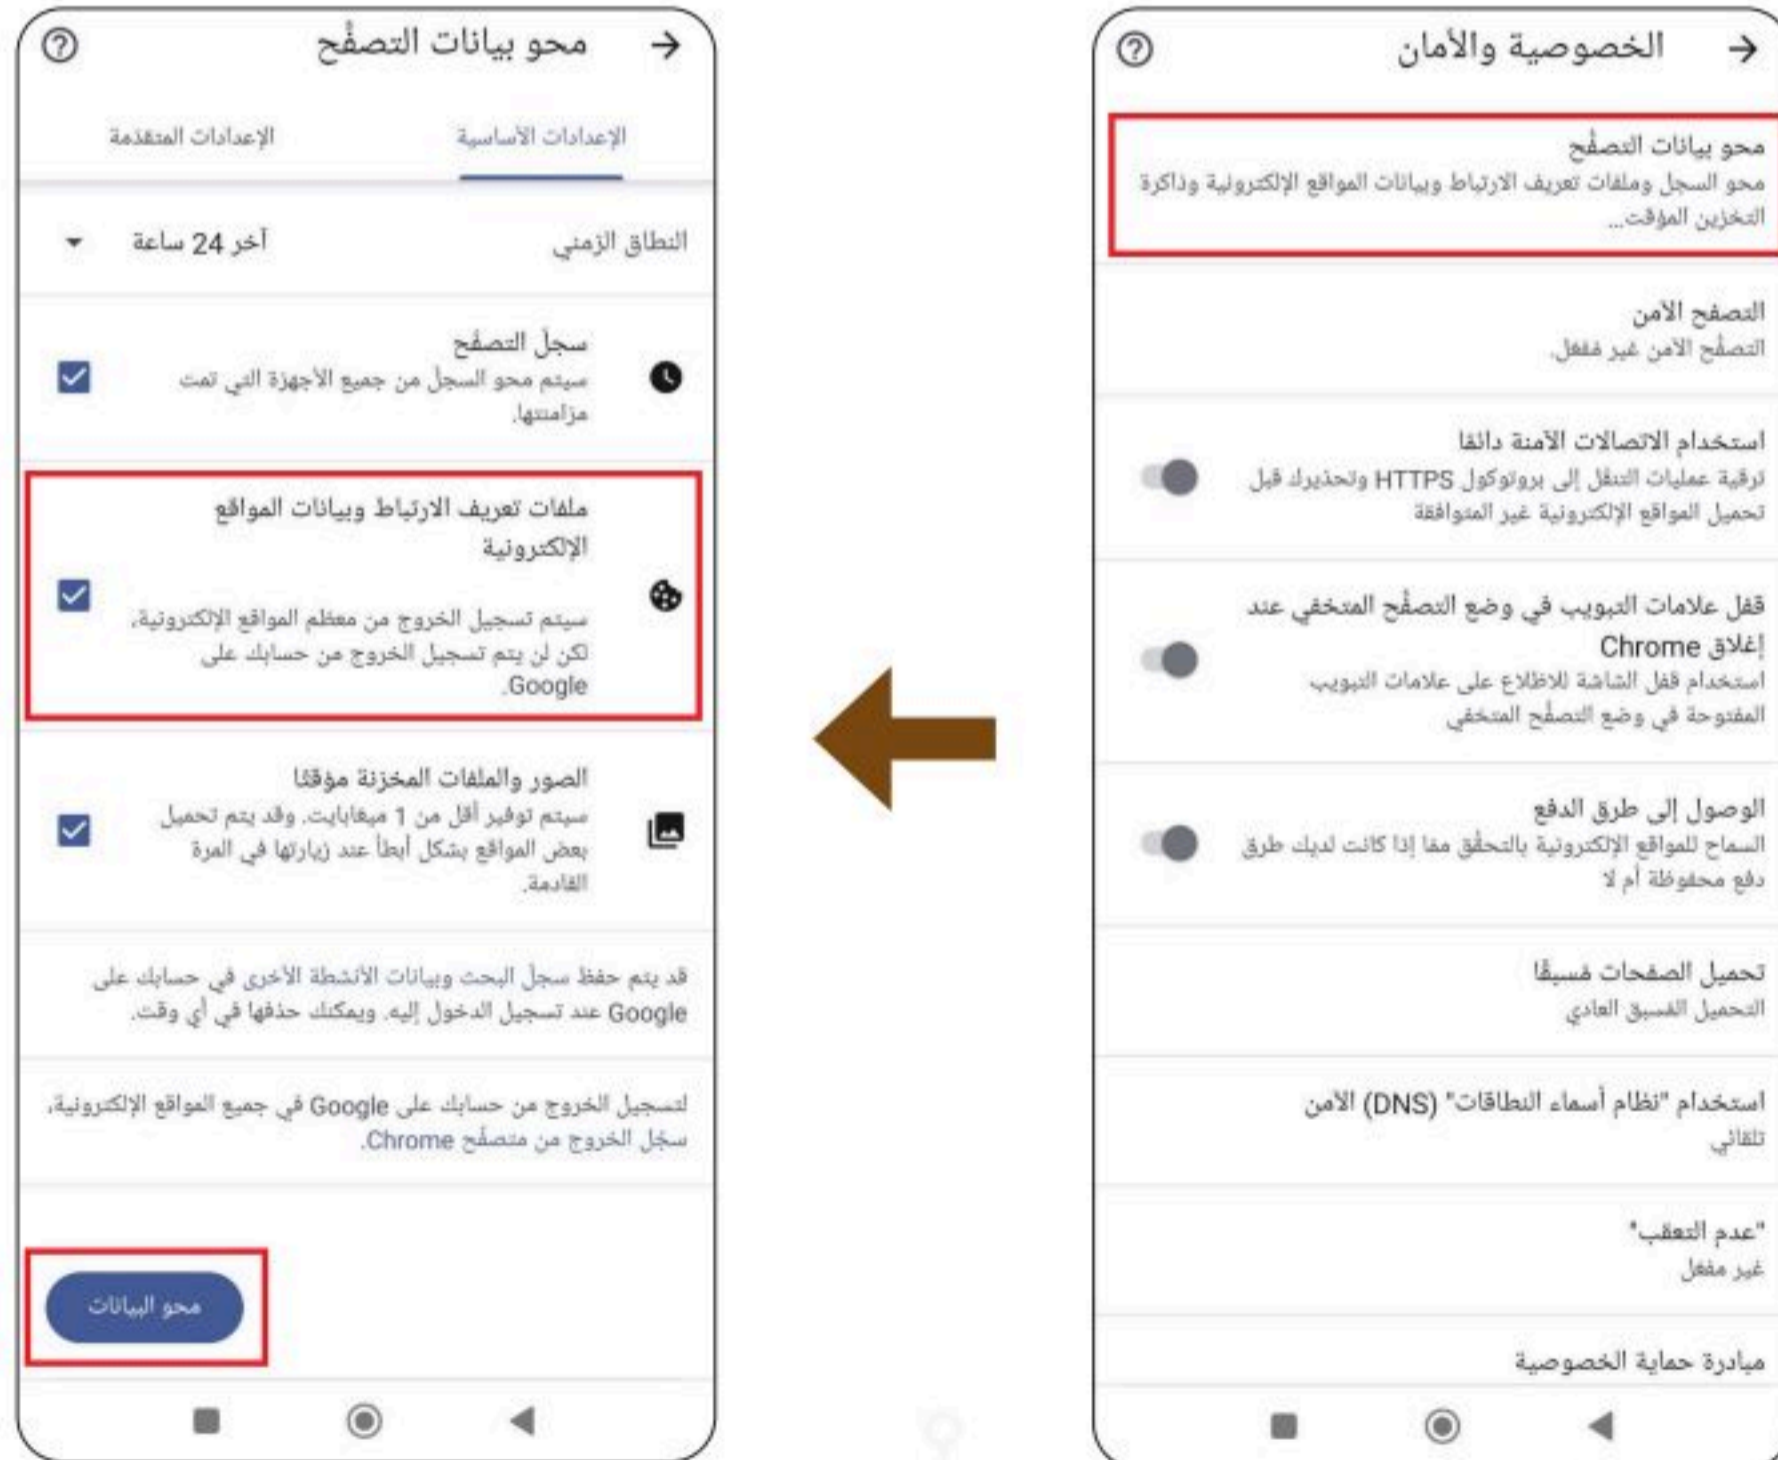 الخصوصية والأمان
محو بيانات التصفُّح
محو السجل وملفات تعريف الارتباط وبيانات المواقع الإلكترونية وذاكرة
التخزين المؤقت...
التصفح الآمن
التصفُّح الآمن غير مُفعَّل.
استخدام الاتصالات الآمنة دائمًا
ترقية عمليات التنقُّل إلى بروتوكول HTTPS وتحذيرك قبل
تحميل المواقع الإلكترونية غير المتوافقة
قفل علامات التبويب في وضع التصفُّح المتخفي عند
إغلاق Chrome
استخدام قفل الشاشة للاطّلاع على علامات التبويب
المفتوحة في وضع التصفُّح المتخفي
الوصول إلى طرق الدفع
السماح للمواقع الإلكترونية بالتحقُّق مما إذا كانت لديك طرق
دفع محفوظة أم لا
تحميل الصفحات مُسبقًا
التحميل المُسبق العادي
استخدام "نظام أسماء النطاقات" (DNS) الآمن
تلقائي
"عدم التعقب"
غير مفعّل
مبادرة حماية الخصوصية
محو بيانات التصفُّح
الإعدادات الأساسية
الإعدادات المتقدّمة
النطاق الزمني
آخر 24 ساعة
سجلّ التصفُّح
سيتم محو السجلّ من جميع الأجهزة التي تمت
مزامنتها.
ملفات تعريف الارتباط وبيانات المواقع
الإلكترونية
سيتم تسجيل الخروج من معظم المواقع الإلكترونية،
لكن لن يتم تسجيل الخروج من حسابك على
Google.
الصور والملفات المخزنة مؤقتًا
سيتم توفير أقل من 1 ميغابايت. وقد يتم تحميل
بعض المواقع بشكل أبطأ عند زيارتها في المرة
القادمة.
قد يتم حفظ سجلّ البحث وبيانات الأنشطة الأخرى في حسابك على
Google عند تسجيل الدخول إليه. ويمكنك حذفها في أي وقت.
لتسجيل الخروج من حسابك على Google في جميع المواقع الإلكترونية،
سجّل الخروج من متصفّح Chrome.
محو البيانات